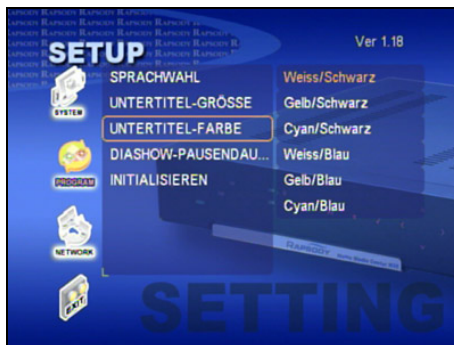 SETUP
Ver 1.18
SYSTEM
PROGRAM
NETWORK
EXIT
SPRACHWAHL
UNTERTITEL-GRÖSSE
UNTERTITEL-FARBE
DIASHOW-PAUSENDAU...
INITIALISIEREN
Weiss/Schwarz
Gelb/Schwarz
Cyan/Schwarz
Weiss/Blau
Gelb/Blau
Cyan/Blau
RAPSODY
SETTING